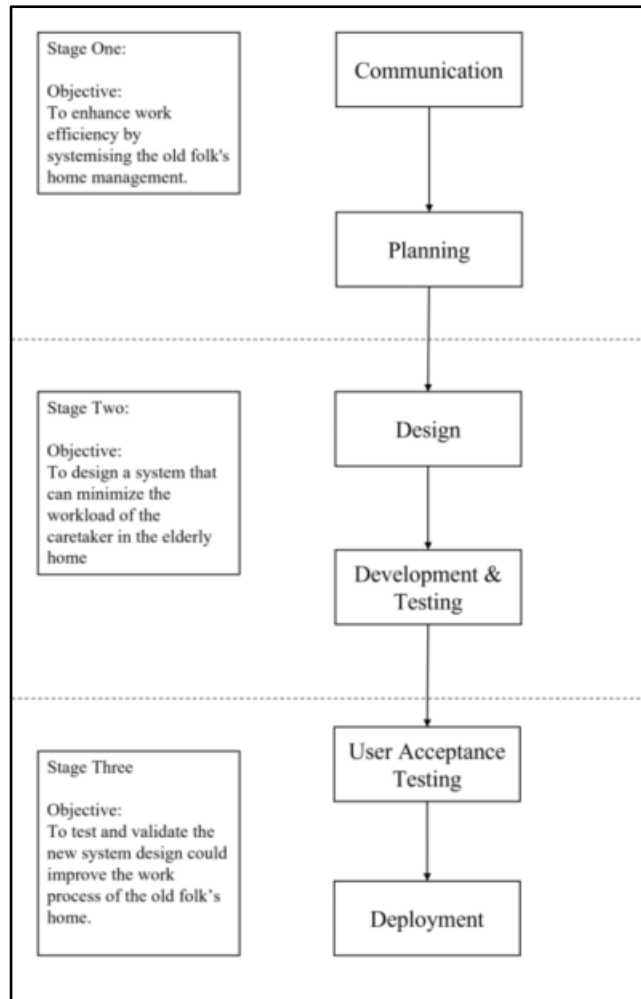 Stage One:
Objective:
To enhance work
efficiency by
systemising the old folk's
home management.
Communication
Planning
Stage Two:
Objective:
To design a system that
can minimize the
workload of the
caretaker in the elderly
home
Design
Development &
Testing
Stage Three
Objective:
To test and validate the
new system design could
improve the work
process of the old folk’s
home.
User Acceptance
Testing
Deployment